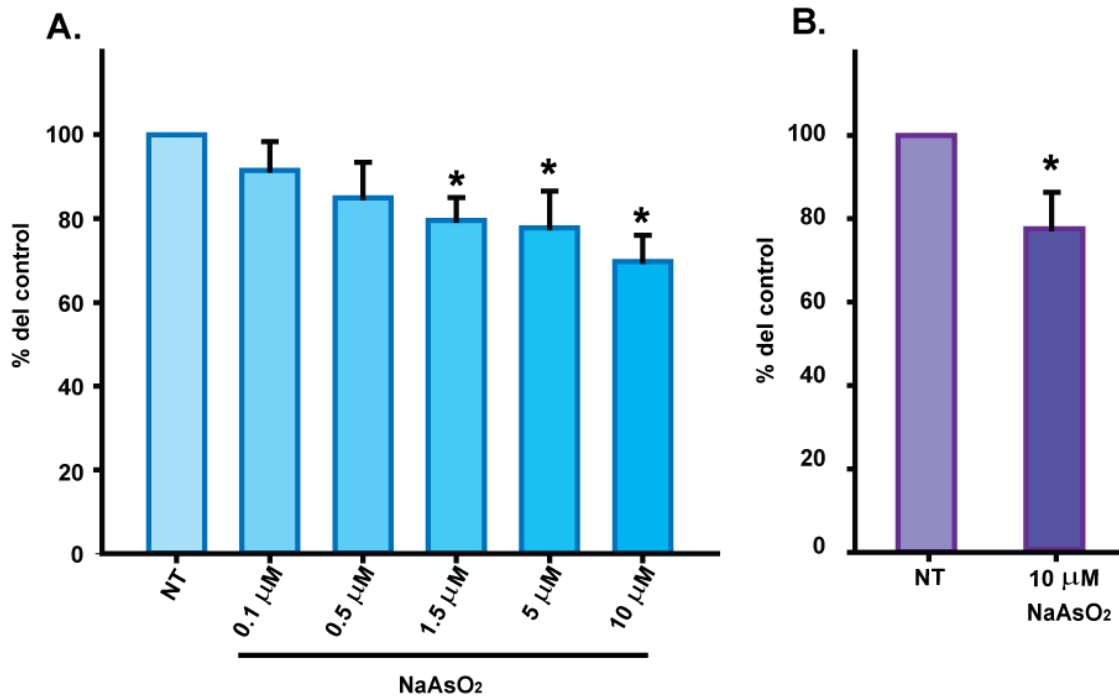 A.
% del control
100
80
60
40
20
0
* * *
NT 0.1 μM 0.5 μM 1.5 μM 5 μM 10 μM
NaAsO₂
B.
% del control
100
80
60
40
20
0
*
NT 10 μM
NaAsO₂